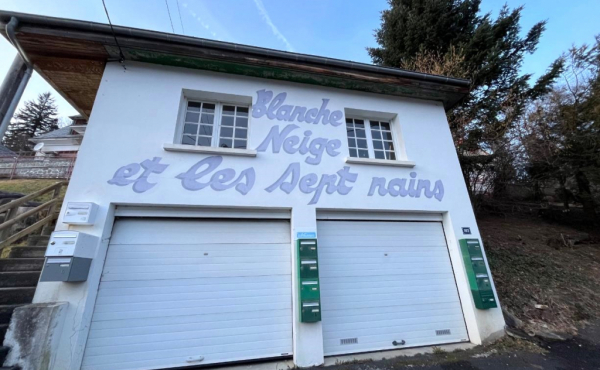 Blanche
Neige
et les sept nains